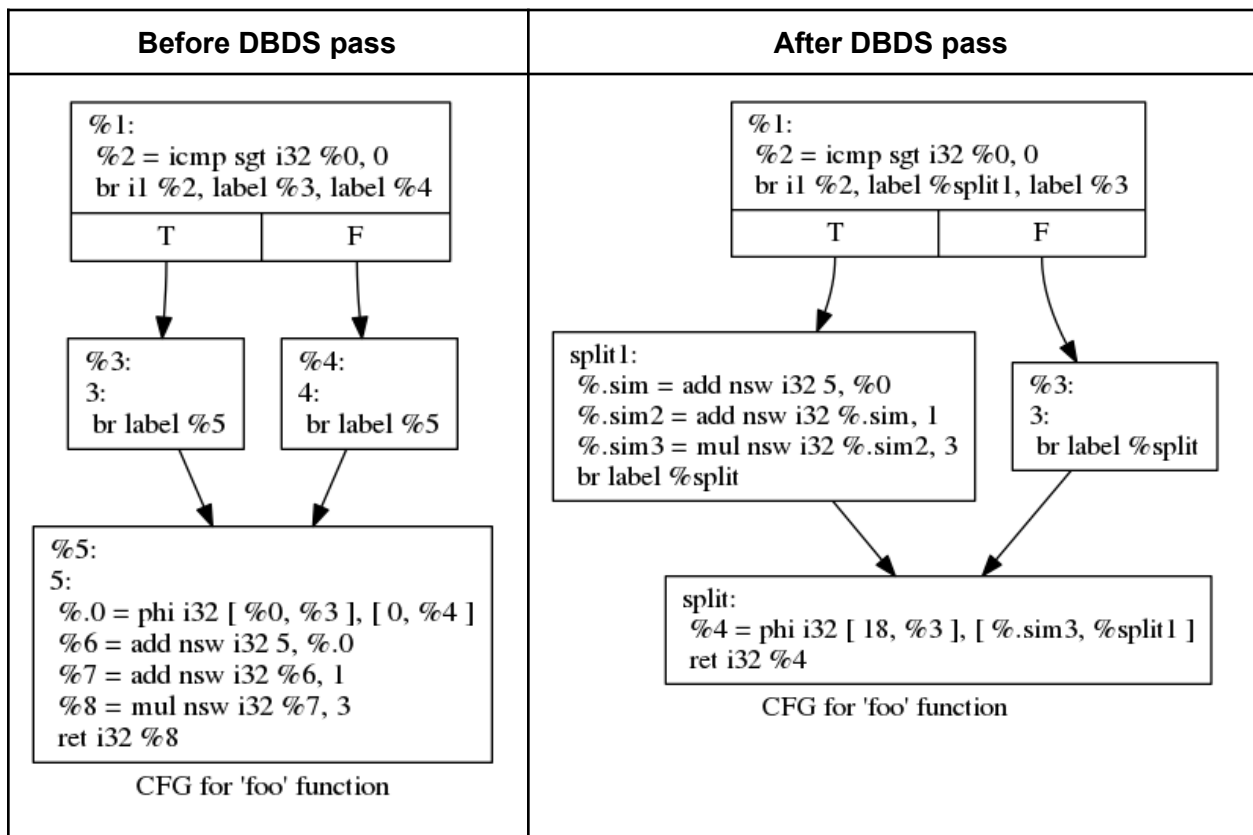 Before DBDS pass
After DBDS pass
%1:
%2 = icmp sgt i32 %0, 0
br i1 %2, label %3, label %4
T
F
%3:
3:
br label %5
%4:
4:
br label %5
%5:
5:
%.0 = phi i32 [ %0, %3 ], [ 0, %4 ]
%6 = add nsw i32 5, %.0
%7 = add nsw i32 %6, 1
%8 = mul nsw i32 %7, 3
ret i32 %8
CFG for 'foo' function
%1:
%2 = icmp sgt i32 %0, 0
br i1 %2, label %split1, label %3
T
F
split1:
%.sim = add nsw i32 5, %0
%.sim2 = add nsw i32 %.sim, 1
%.sim3 = mul nsw i32 %.sim2, 3
br label %split
%3:
3:
br label %split
split:
%4 = phi i32 [ 18, %3 ], [ %.sim3, %split1 ]
ret i32 %4
CFG for 'foo' function